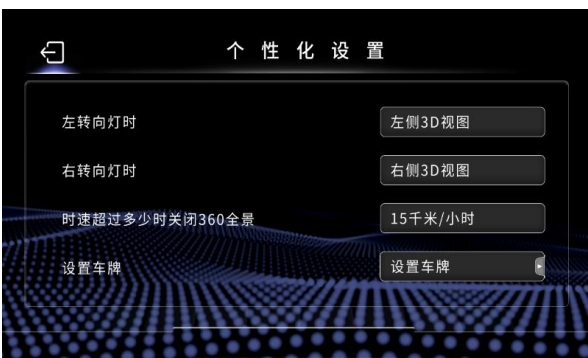 个性化设置
左转向灯时
左侧3D视图
右转向灯时
右侧3D视图
时速超过多少时关闭360全景
15千米/小时
设置车牌
设置车牌